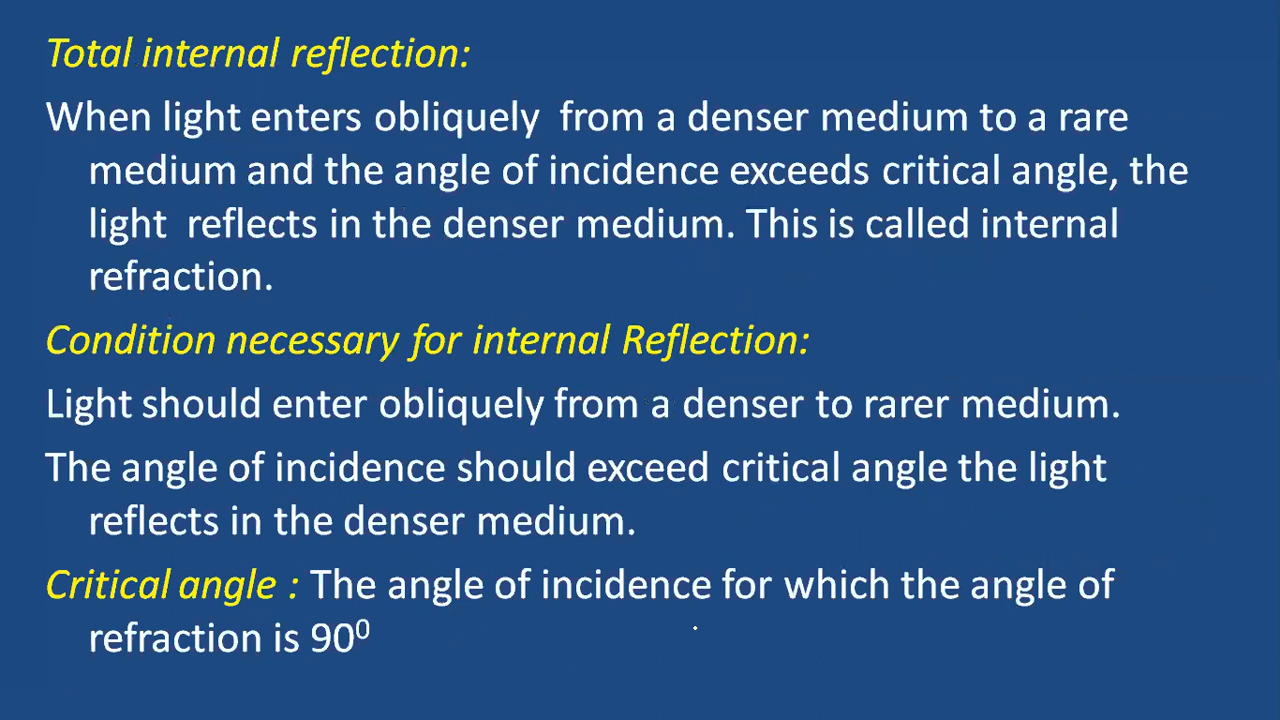 Total internal reflection:
When light enters obliquely from a denser medium to a rare
medium and the angle of incidence exceeds critical angle, the
light reflects in the denser medium. This is called internal
refraction.
Condition necessary for internal Reflection:
Light should enter obliquely from a denser to rarer medium.
The angle of incidence should exceed critical angle the light
reflects in the denser medium.
Critical angle : The angle of incidence for which the angle of
refraction is 90⁰